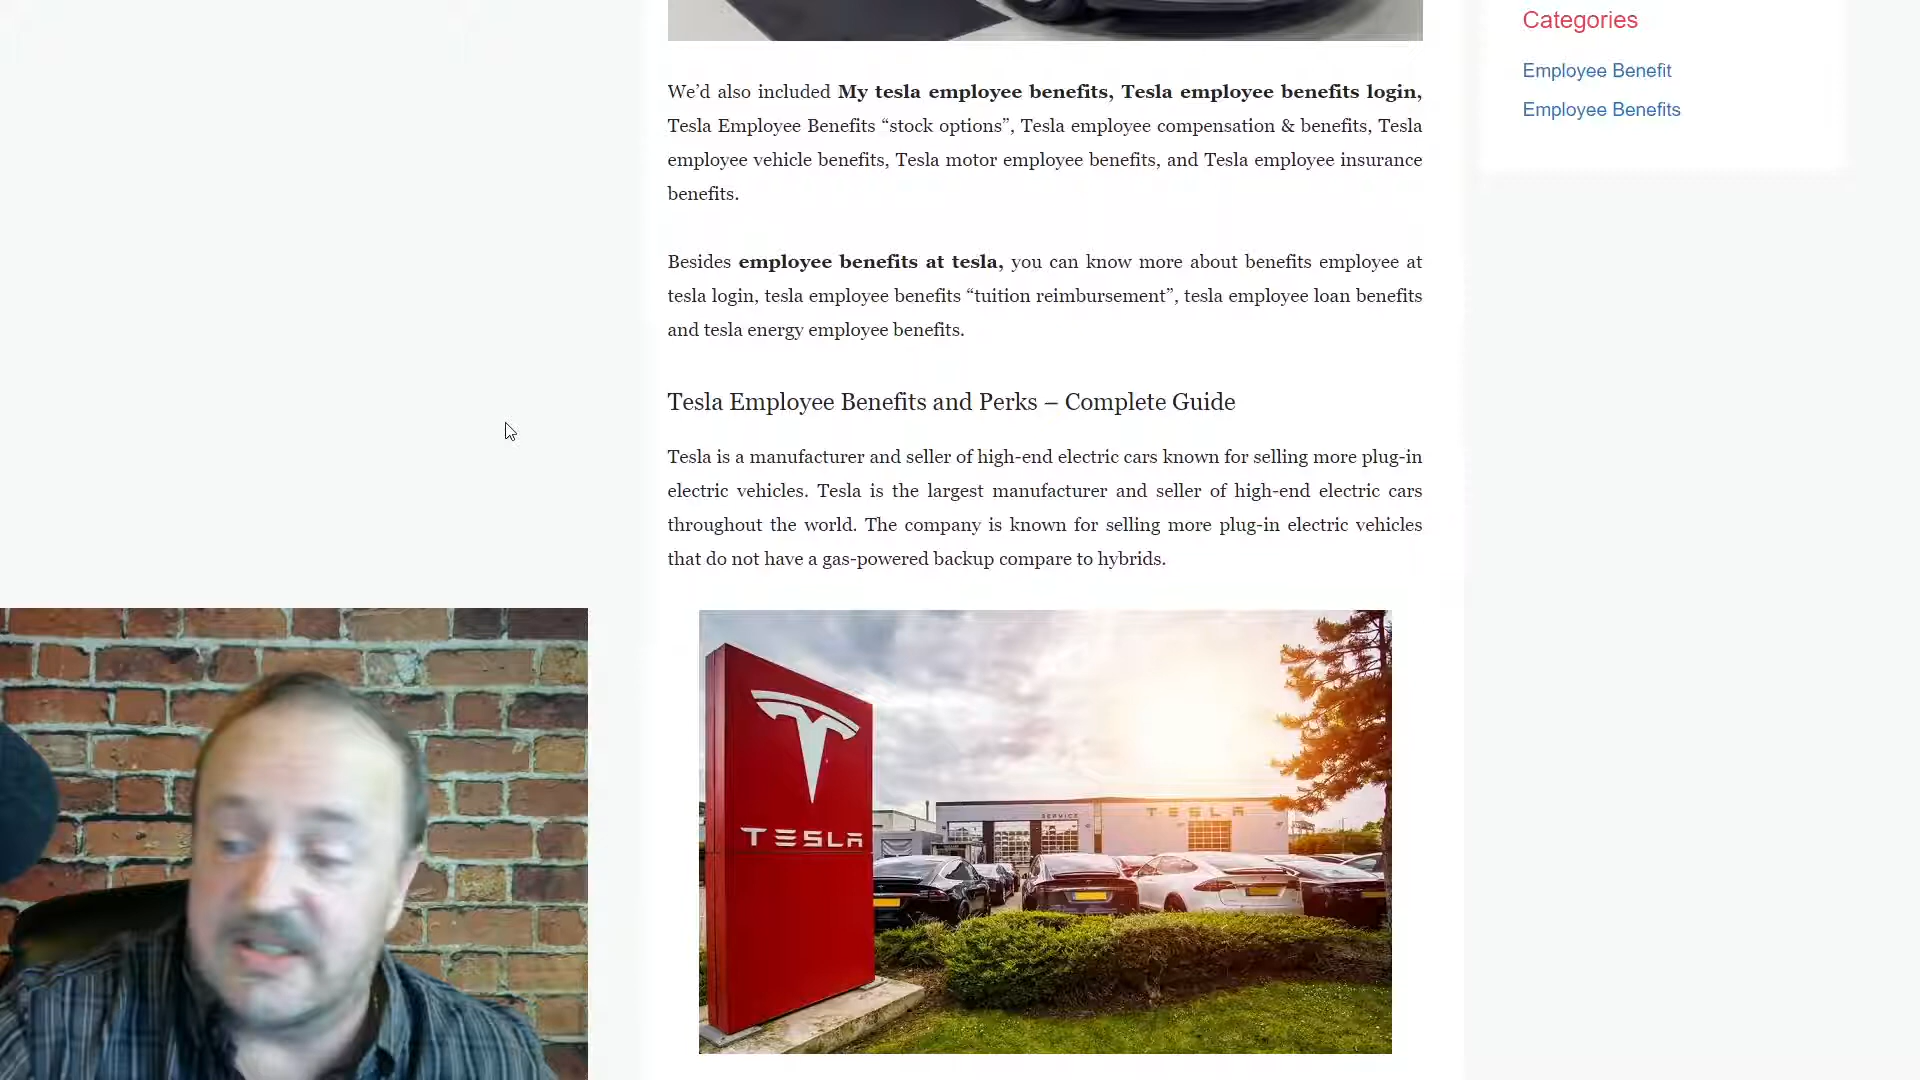 Categories
Employee Benefit
Employee Benefits
We’d also included My tesla employee benefits, Tesla employee benefits login,
Tesla Employee Benefits “stock options”, Tesla employee compensation & benefits, Tesla
employee vehicle benefits, Tesla motor employee benefits, and Tesla employee insurance
benefits.
Besides employee benefits at tesla, you can know more about benefits employee at
tesla login, tesla employee benefits “tuition reimbursement”, tesla employee loan benefits
and tesla energy employee benefits.
Tesla Employee Benefits and Perks – Complete Guide
Tesla is a manufacturer and seller of high-end electric cars known for selling more plug-in
electric vehicles. Tesla is the largest manufacturer and seller of high-end electric cars
throughout the world. The company is known for selling more plug-in electric vehicles
that do not have a gas-powered backup compare to hybrids.
TESLA
SERVICE
TESLA